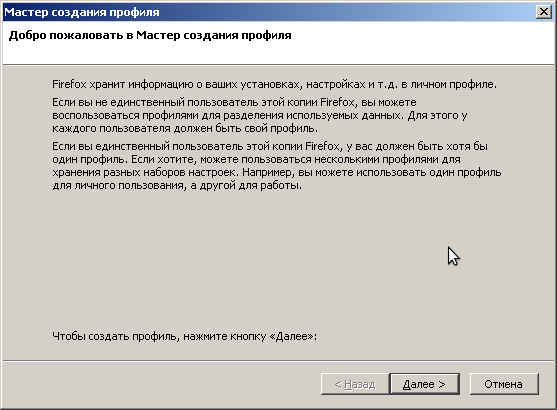 Мастер создания профиля
Добро пожаловать в Мастер создания профиля
Firefox хранит информацию о ваших установках, настройках и т.д. в личном профиле.
Если вы не единственный пользователь этой копии Firefox, вы можете
воспользоваться профилями для разделения используемых данных. Для этого у
каждого пользователя должен быть свой профиль.
Если вы единственный пользователь этой копии Firefox, у вас должен быть хотя бы
один профиль. Если хотите, можете пользоваться несколькими профилями для
хранения разных наборов настроек. Например, вы можете использовать один профиль
для личного пользования, а другой для работы.
Чтобы создать профиль, нажмите кнопку «Далее»:
< Назад
Далее >
Отмена